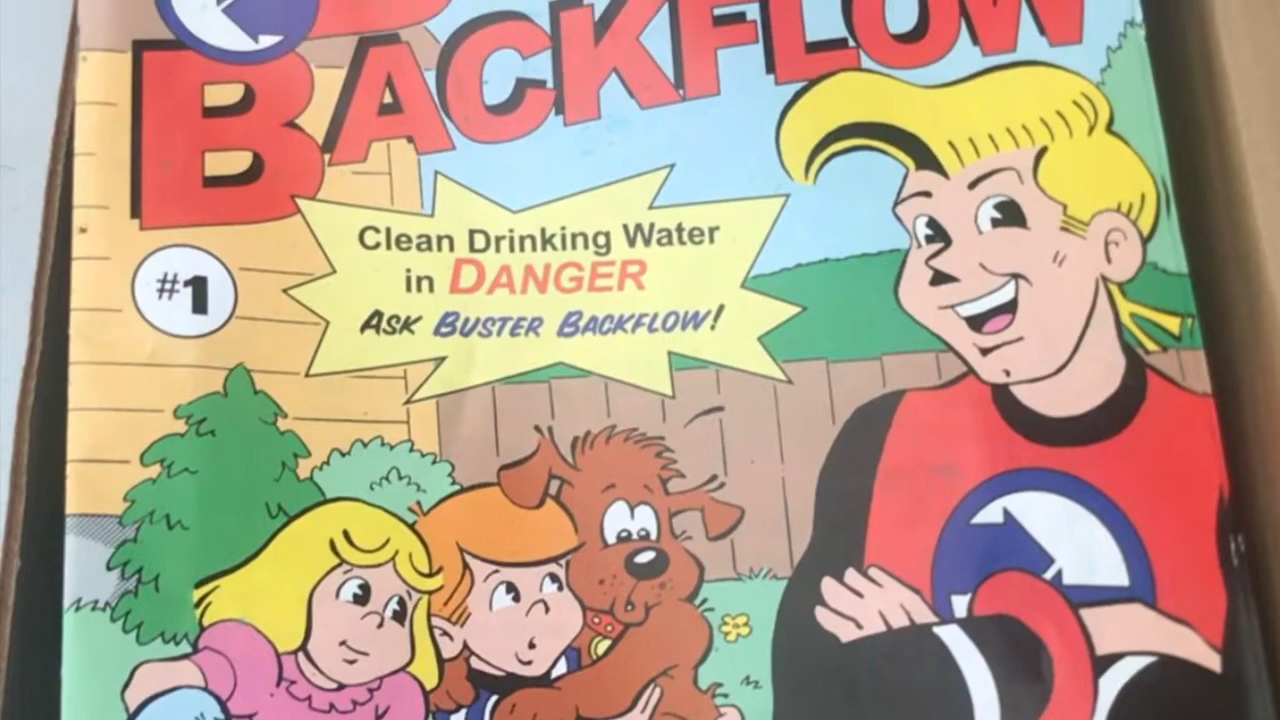 BACKFLOW
#1
Clean Drinking Water
in DANGER
ASK BUSTER BACKFLOW!